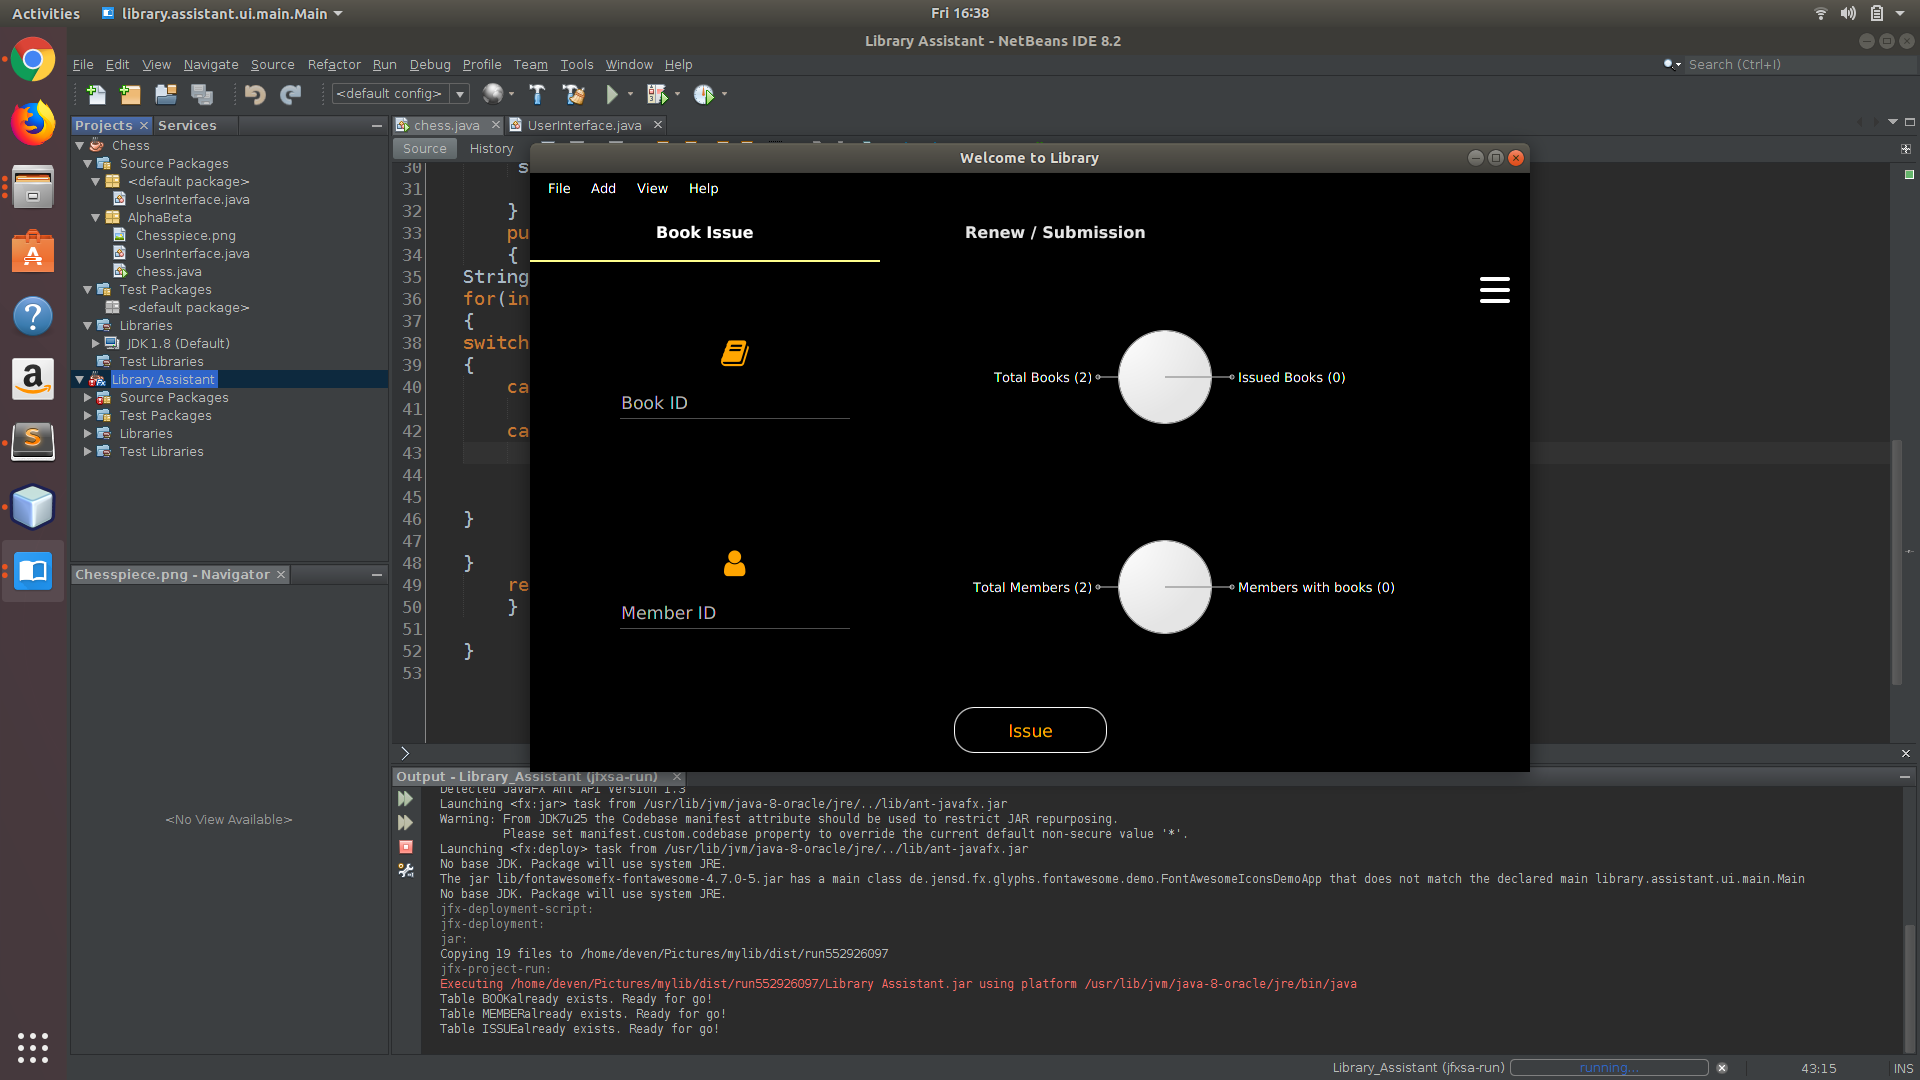 Activities
library.assistant.ui.main.Main
Fri 16:38
Library Assistant - NetBeans IDE 8.2
File Edit View Navigate Source Refactor Run Debug Profile Team Tools Window Help
Search (Ctrl+I)
<default config>
Projects
Services
Chess
Source Packages
<default package>
UserInterface.java
AlphaBeta
Chesspiece.png
UserInterface.java
chess.java
Test Packages
<default package>
Libraries
JDK 1.8 (Default)
Test Libraries
Library Assistant
Source Packages
Test Packages
Libraries
Test Libraries
Chesspiece.png - Navigator
<No View Available>
chess.java
UserInterface.java
Source History
30 s
31
32 }
33 pu
34 {
35 String
36 for(in
37 {
38 switch
39 {
40 ca
41
42 ca
43
44
45
46 }
47
48 }
49 re
50 }
51
52 }
53
Welcome to Library
File Add View Help
Book Issue
Renew / Submission
Book ID
Total Books (2)
Issued Books (0)
Member ID
Total Members (2)
Members with books (0)
Issue
Output - Library_Assistant (jfxsa-run)
Detected JavaFX Ant API version 1.3
Launching <fx:jar> task from /usr/lib/jvm/java-8-oracle/jre/../lib/ant-javafx.jar
Warning: From JDK7u25 the Codebase manifest attribute should be used to restrict JAR repurposing.
Please set manifest.custom.codebase property to override the current default non-secure value '*'.
Launching <fx:deploy> task from /usr/lib/jvm/java-8-oracle/jre/../lib/ant-javafx.jar
No base JDK. Package will use system JRE.
The jar lib/fontawesomefx-fontawesome-4.7.0-5.jar has a main class de.jensd.fx.glyphs.fontawesome.demo.FontAwesomeIconsDemoApp that does not match the declared main library.assistant.ui.main.Main
No base JDK. Package will use system JRE.
jfx-deployment-script:
jfx-deployment:
jar:
Copying 19 files to /home/deven/Pictures/mylib/dist/run552926097
jfx-project-run:
Executing /home/deven/Pictures/mylib/dist/run552926097/Library Assistant.jar using platform /usr/lib/jvm/java-8-oracle/jre/bin/java
Table BOOKalready exists. Ready for go!
Table MEMBERalready exists. Ready for go!
Table ISSUEalready exists. Ready for go!
Library_Assistant (jfxsa-run)
running...
43:15
INS